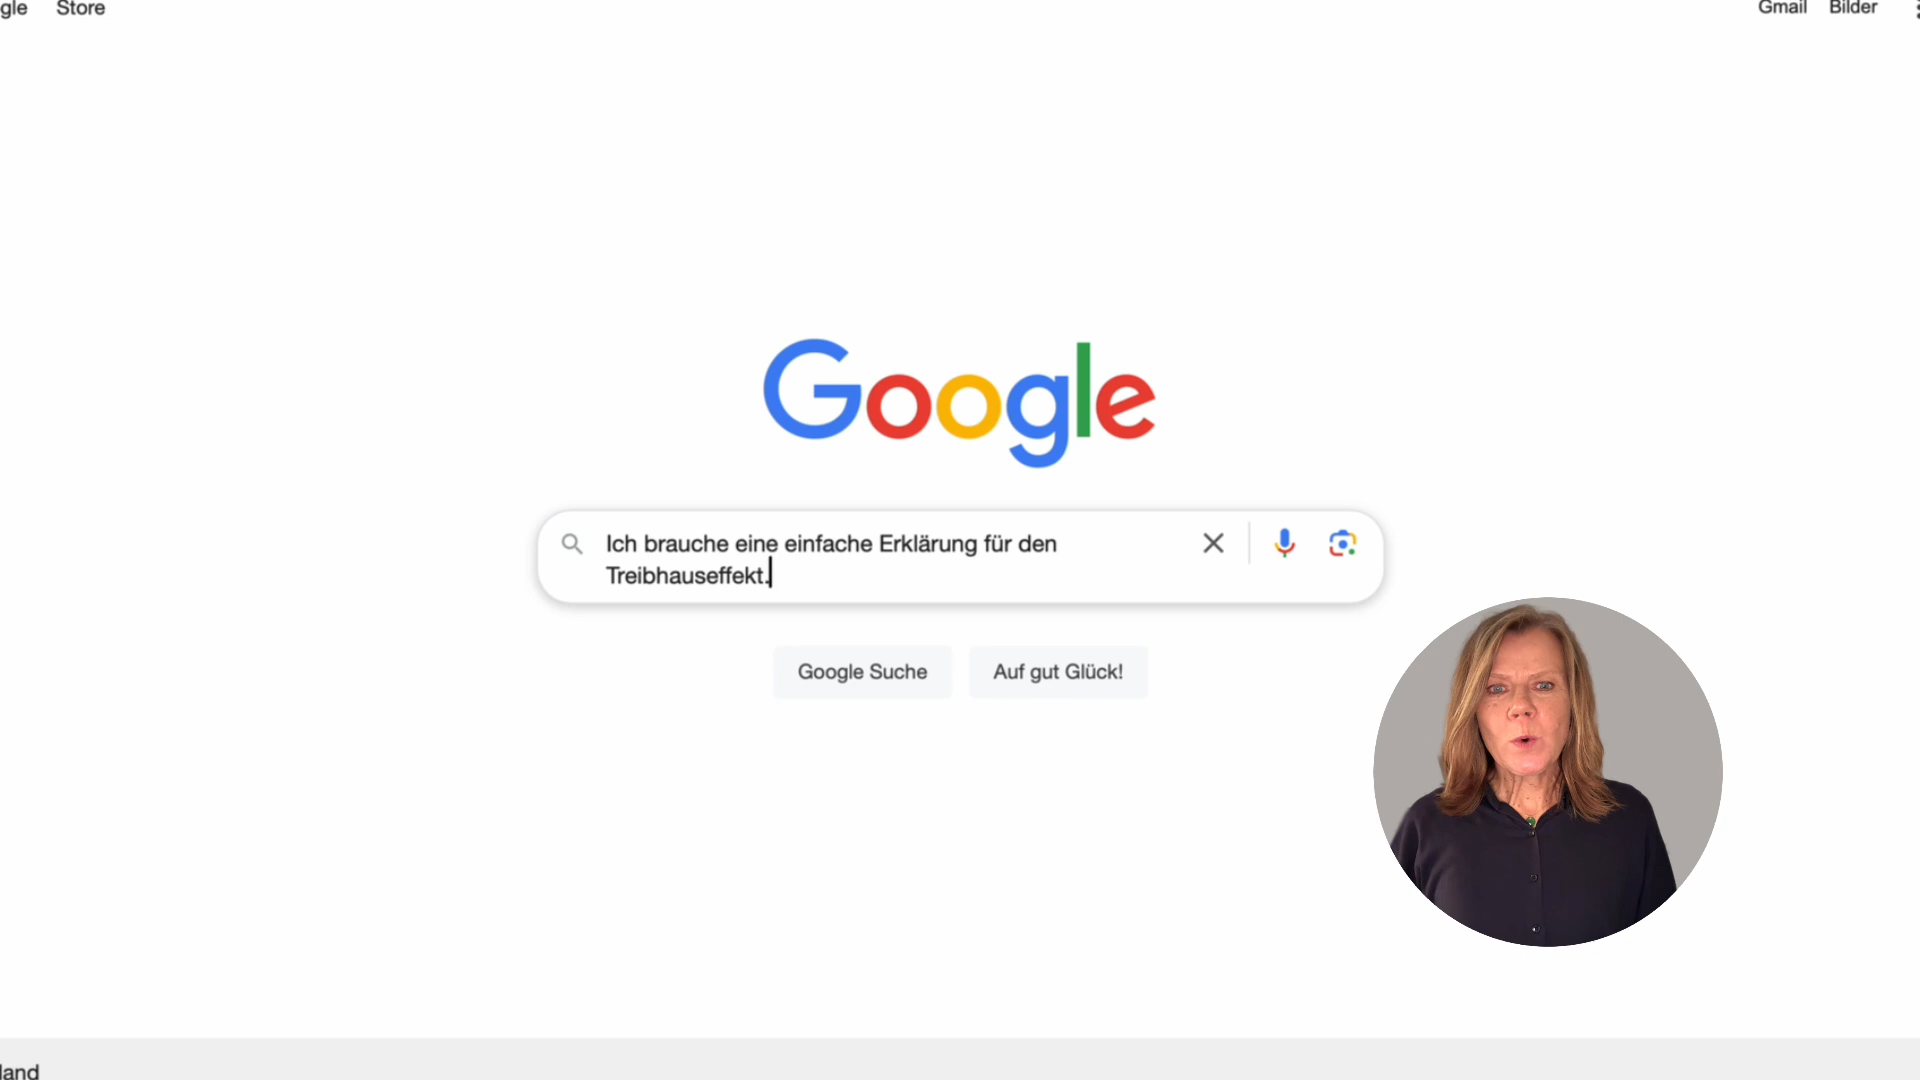 gle Store Gmail Bilder
Google
Ich brauche eine einfache Erklärung für den
Treibhauseffekt.
Google Suche Auf gut Glück!
land